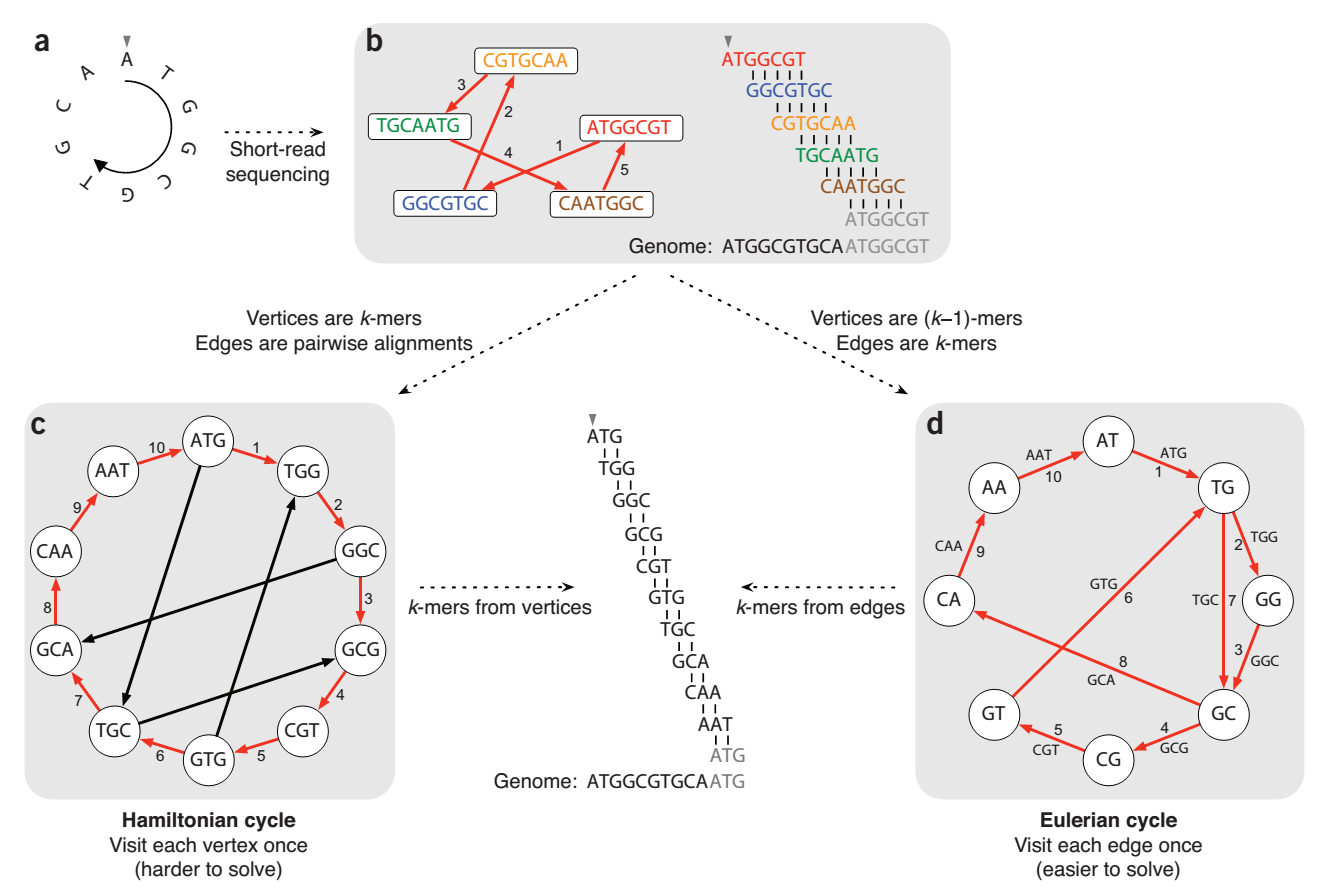 a
A
T
G
G
C
G
T
G
C
A
Short-read
sequencing
b
CGTGCAA
TGCAATG
ATGGCGT
GGCGTGC
CAATGGC
3
2
1
4
5
ATGGCGT
GGCGTGC
CGTGCAA
TGCAATG
CAATGGC
ATGGCGT
Genome: ATGGCGTGCAATGGCGT
Vertices are k-mers
Edges are pairwise alignments
Vertices are (k–1)-mers
Edges are k-mers
c
ATG
TGG
GGC
GCG
CGT
GTG
TGC
GCA
CAA
AAT
1
2
3
4
5
6
7
8
9
10
Hamiltonian cycle
Visit each vertex once
(harder to solve)
k-mers from vertices
ATG
TGG
GGC
GCG
CGT
GTG
TGC
GCA
CAA
AAT
ATG
Genome: ATGGCGTGCAATG
k-mers from edges
d
AT
TG
GG
GC
CG
GT
CA
AA
ATG
1
2
TGG
3
GGC
4
GCG
5
CGT
GTG
6
TGC
7
8
GCA
CAA
9
AAT
10
Eulerian cycle
Visit each edge once
(easier to solve)